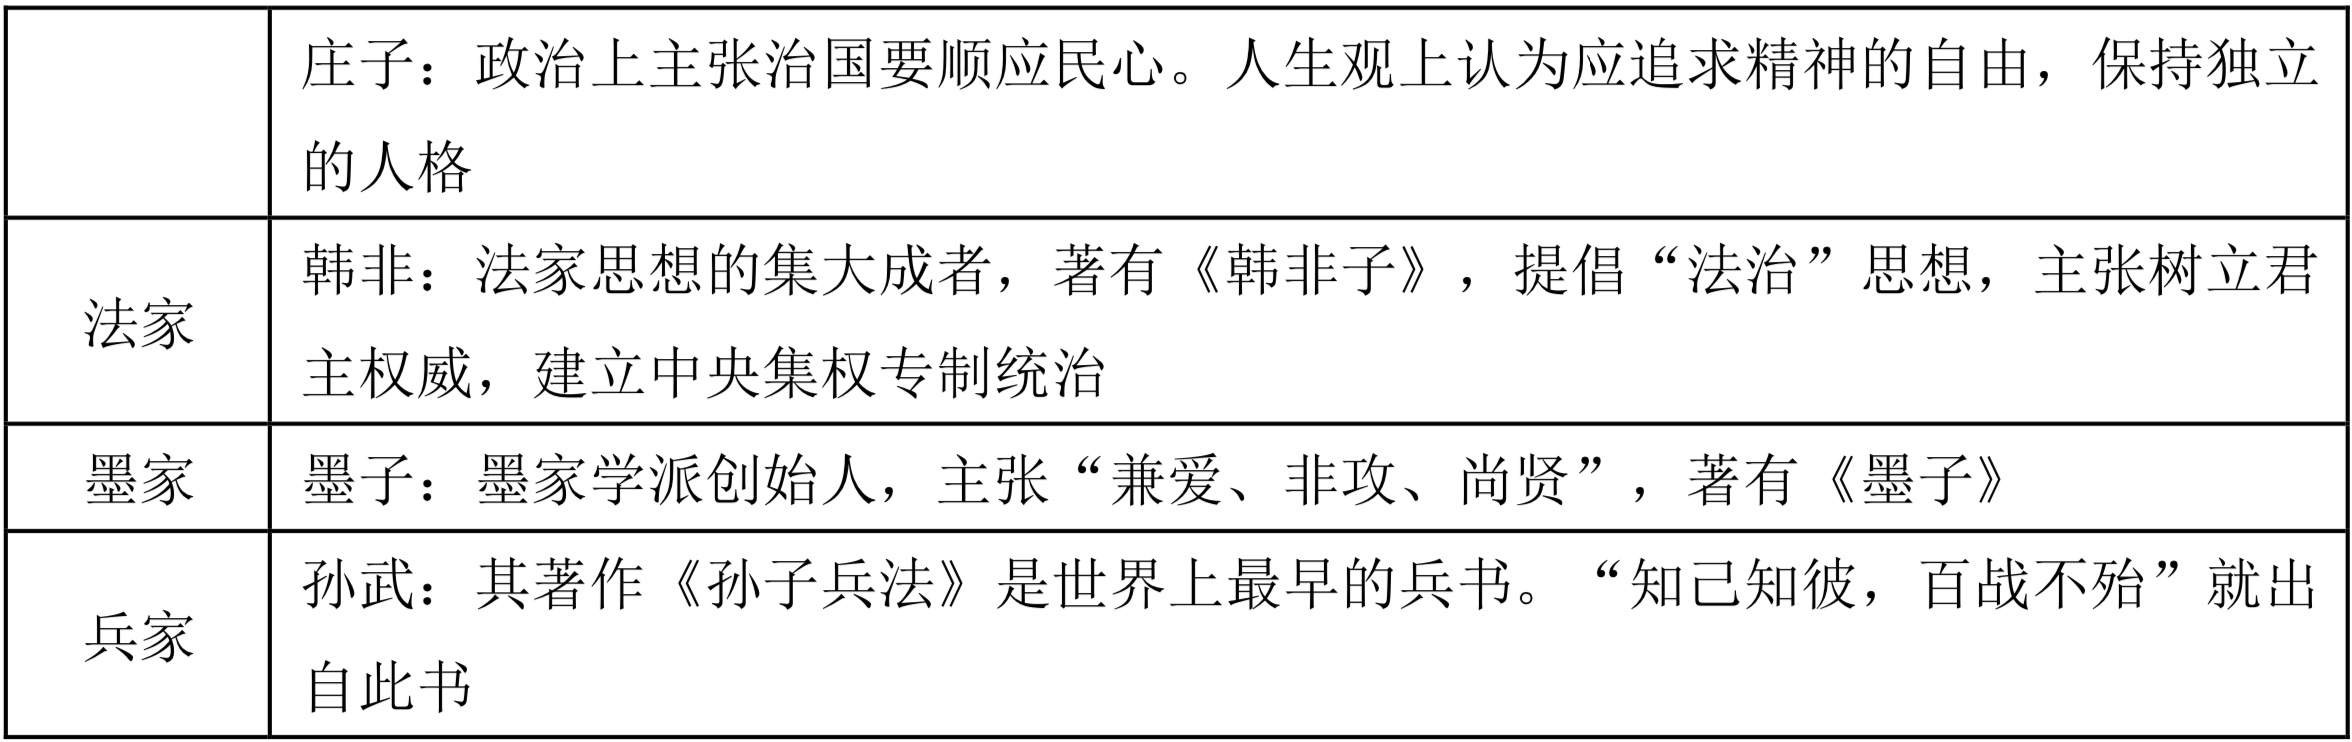 庄子：政治上主张治国要顺应民心。人生观上认为应追求精神的自由，保持独立
的人格
法家
韩非：法家思想的集大成者，著有《韩非子》，提倡“法治”思想，主张树立君
主权威，建立中央集权专制统治
墨家
墨子：墨家学派创始人，主张“兼爱、非攻、尚贤”，著有《墨子》
兵家
孙武：其著作《孙子兵法》是世界上最早的兵书。“知己知彼，百战不殆”就出
自此书